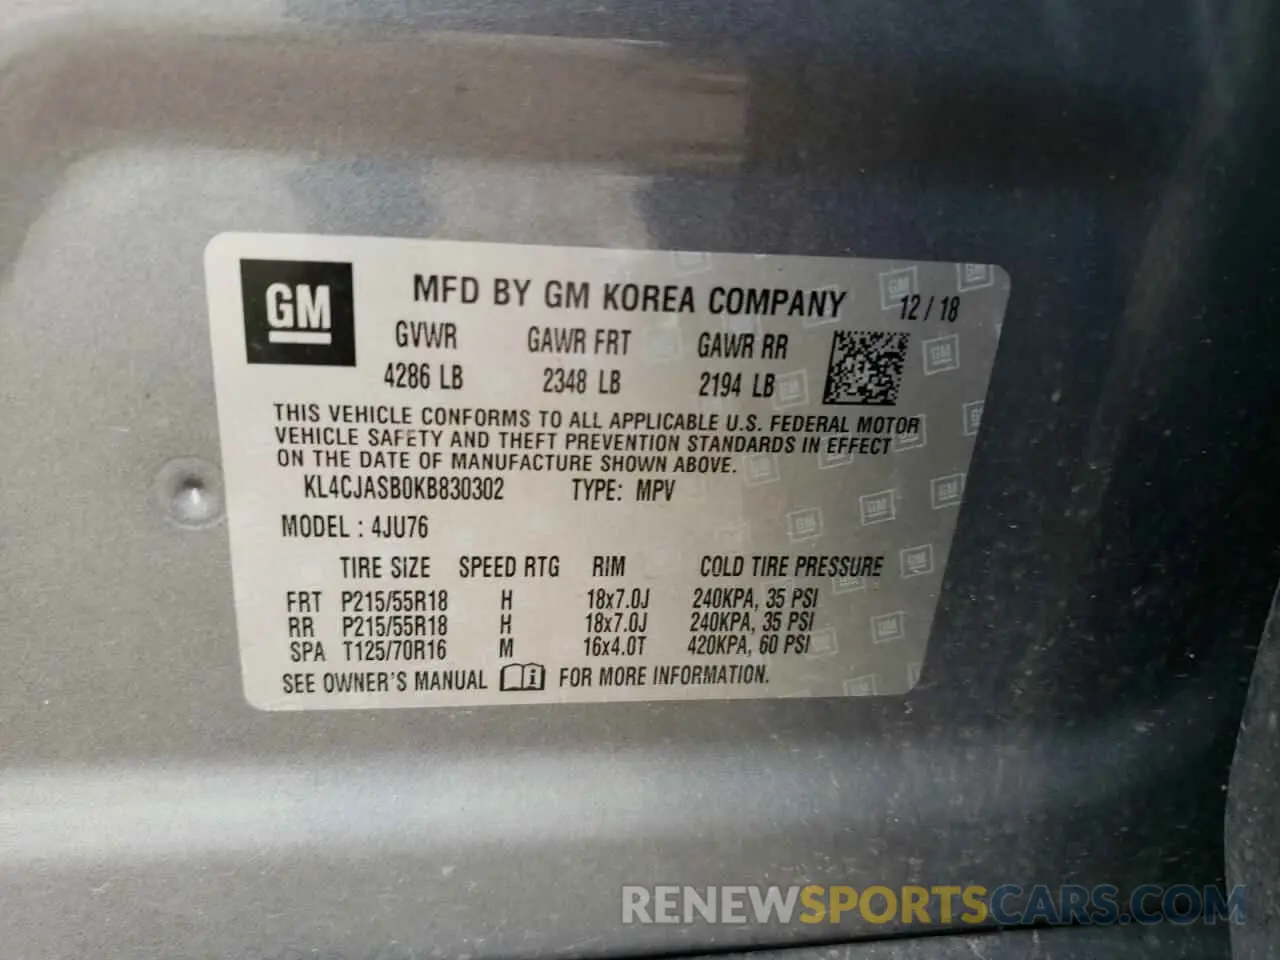 GM
MFD BY GM KOREA COMPANY 12/18
GVWR GAWR FRT GAWR RR
4286 LB 2348 LB 2194 LB
THIS VEHICLE CONFORMS TO ALL APPLICABLE U.S. FEDERAL MOTOR
VEHICLE SAFETY AND THEFT PREVENTION STANDARDS IN EFFECT
ON THE DATE OF MANUFACTURE SHOWN ABOVE.
KL4CJASB0KB830302 TYPE: MPV
MODEL : 4JU76
TIRE SIZE SPEED RTG RIM COLD TIRE PRESSURE
FRT P215/55R18 H 18x7.0J 240KPA, 35 PSI
RR P215/55R18 H 18x7.0J 240KPA, 35 PSI
SPA T125/70R16 M 16x4.0T 420KPA, 60 PSI
SEE OWNER'S MANUAL i FOR MORE INFORMATION.
RENEWSPORTSCARS.COM